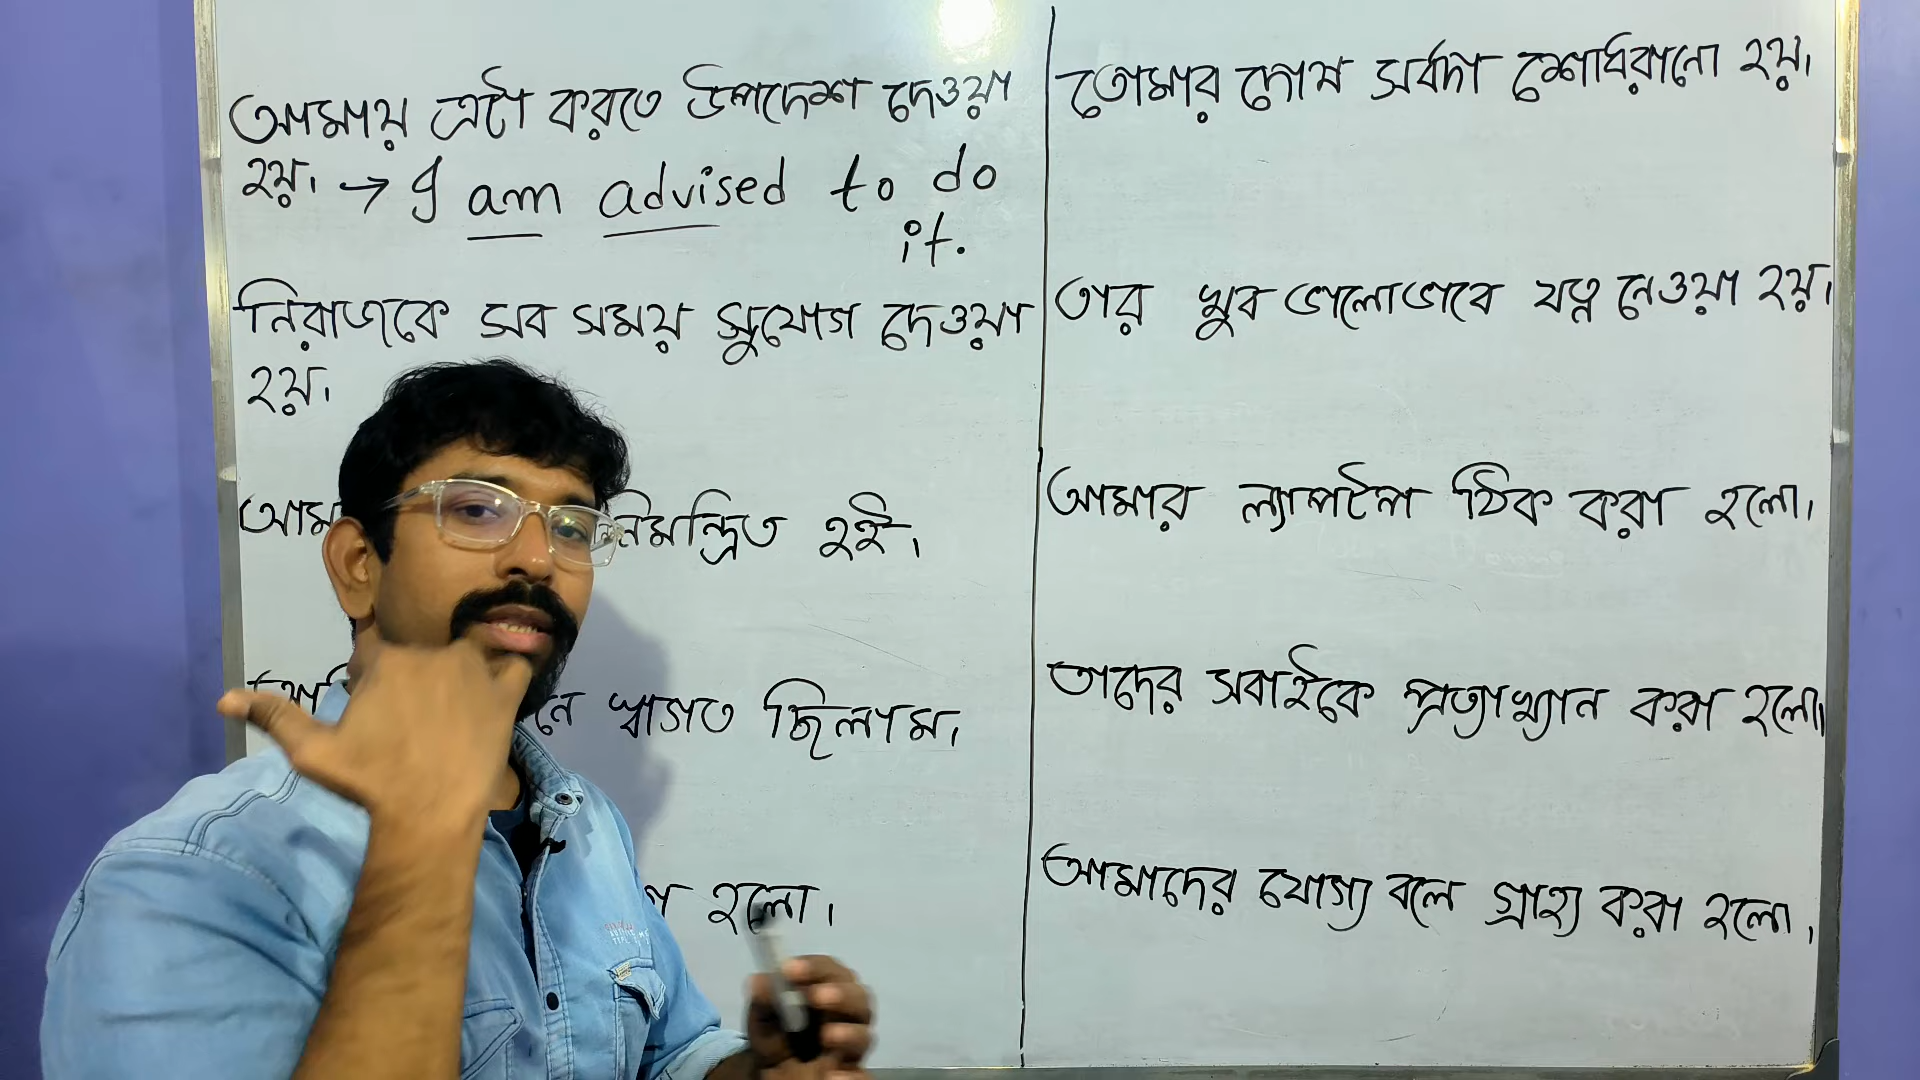 আমায় এটা করতে উপদেশ দেওয়া
হয়। → I am advised to do
it.
নিরাজকে সব সময় সুযোগ দেওয়া
হয়।
নিমন্ত্রিত হই।
স্বাগত ছিলাম।
হলো।
তোমার দোষ সর্বদা শোধরানো হয়।
তার খুব ভালোভাবে যত্ন নেওয়া হয়।
আমার ল্যাপটপ ঠিক করা হলো।
তাদের সবাইকে প্রত্যাখ্যান করা হলো।
আমাদের যোগ্য বলে গ্রাহ্য করা হলো।